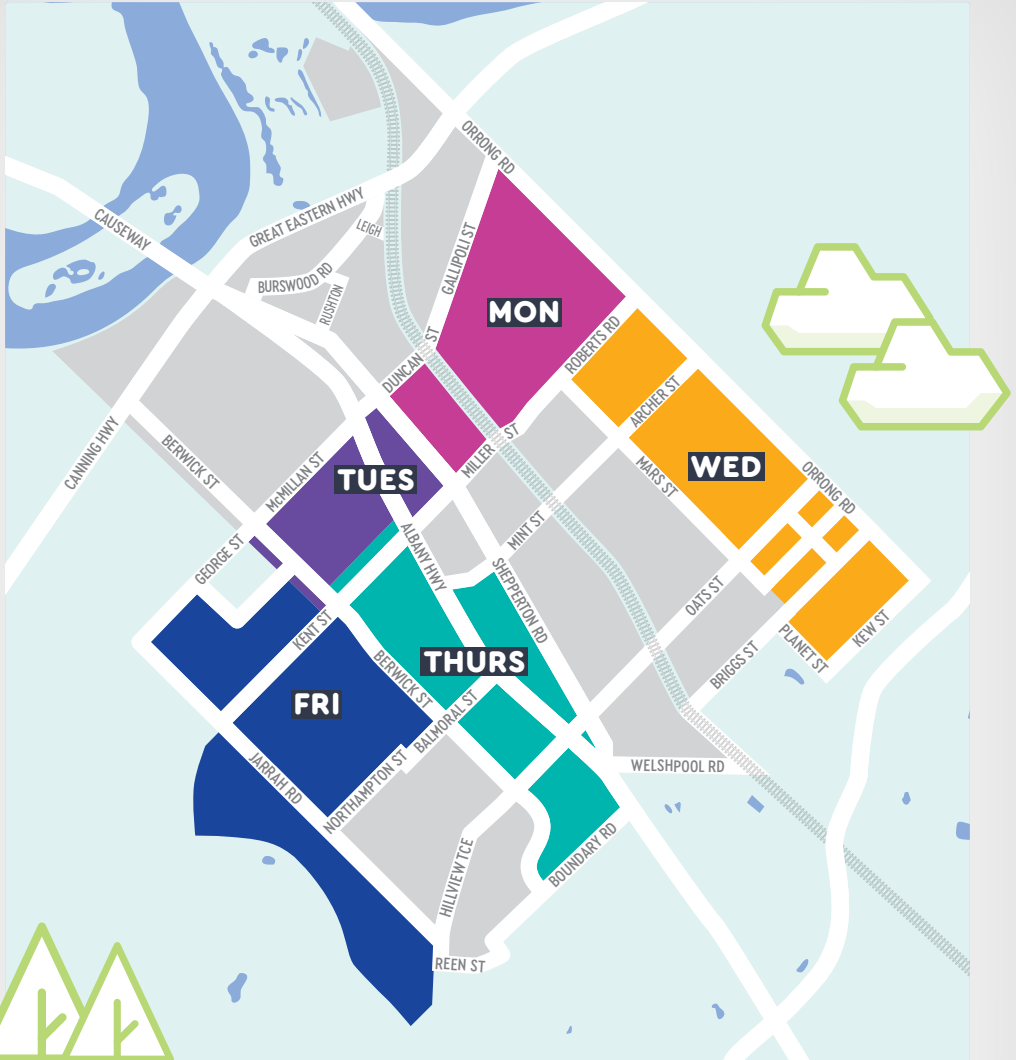 ORRONG RD
CAUSEWAY
GREAT EASTERN HWY
LEIGH
GALLIPOLI ST
BURSWOOD RD
RUSHTON
MON
DUNCAN ST
ROBERTS RD
ARCHER ST
CANNING HWY
BERWICK ST
McMILLAN ST
TUES
MILLER ST
MARS ST
WED
ORRONG RD
GEORGE ST
ALBANY HWY
MINT ST
SHEPPERTON RD
OATS ST
KENT ST
PLANET ST
KEW ST
BRIGGS ST
THURS
BERWICK ST
FRI
BALMORAL ST
JARRAH RD
NORTHAMPTON ST
WELSHPOOL RD
HILLVIEW TCE
BOUNDARY RD
REEN ST